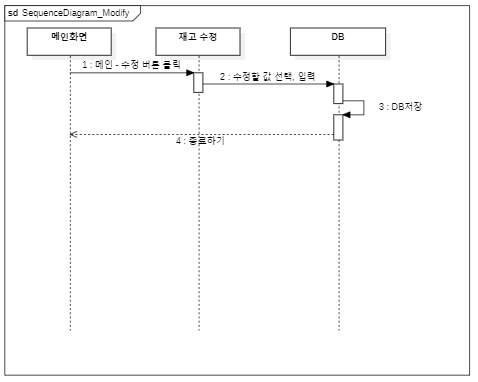 sd SequenceDiagram_Modify
메인화면
재고 수정
DB
1 : 메인 - 수정 버튼 클릭
2 : 수정할 값 선택, 입력
3 : DB저장
4 : 종료하기